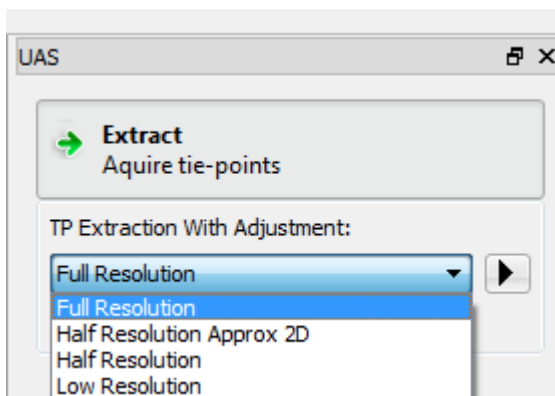 UAS
Extract
Aquire tie-points
TP Extraction With Adjustment:
Full Resolution
Full Resolution
Half Resolution Approx 2D
Half Resolution
Low Resolution